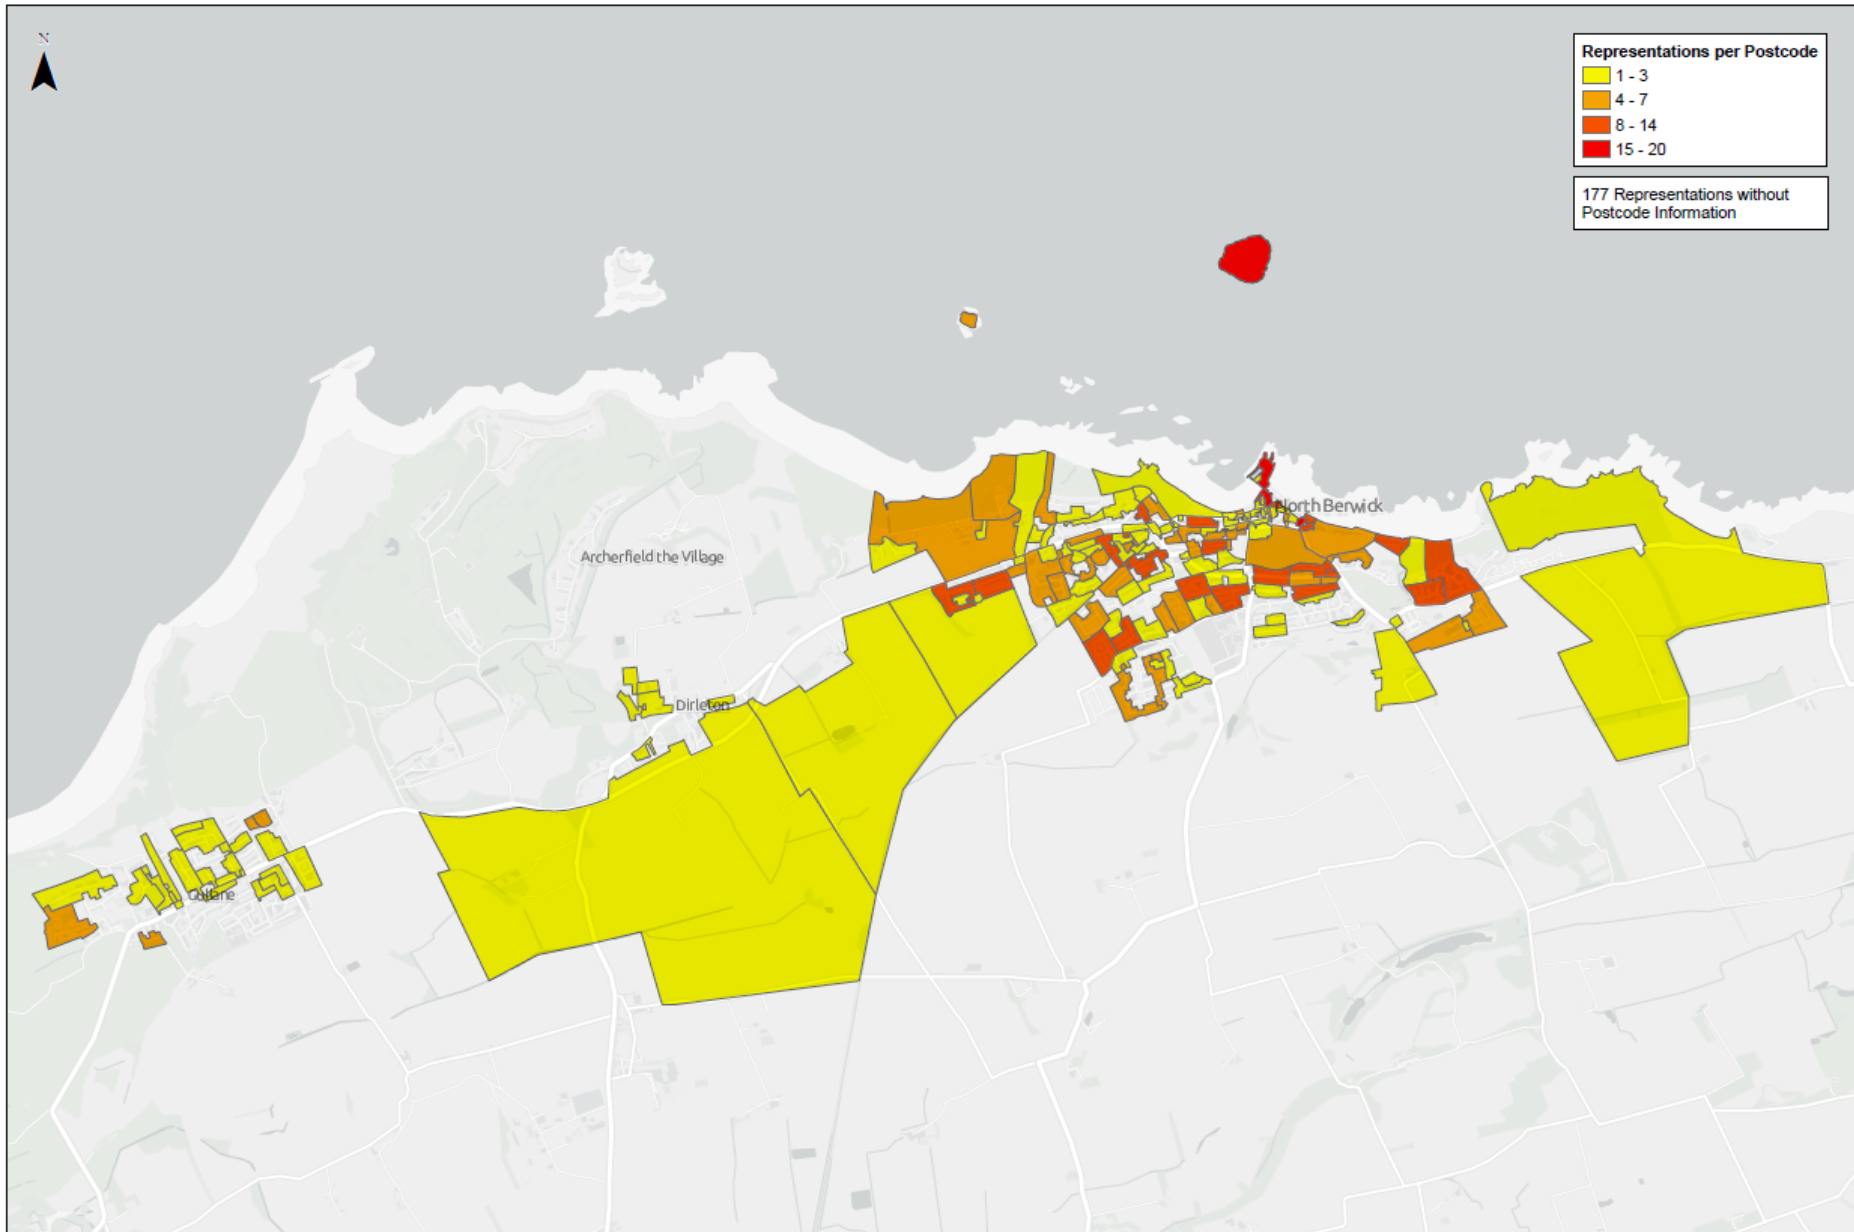 N
Representations per Postcode
1 - 3
4 - 7
8 - 14
15 - 20
177 Representations without
Postcode Information
North Berwick
Archerfield the Village
Dirleton
Gullane